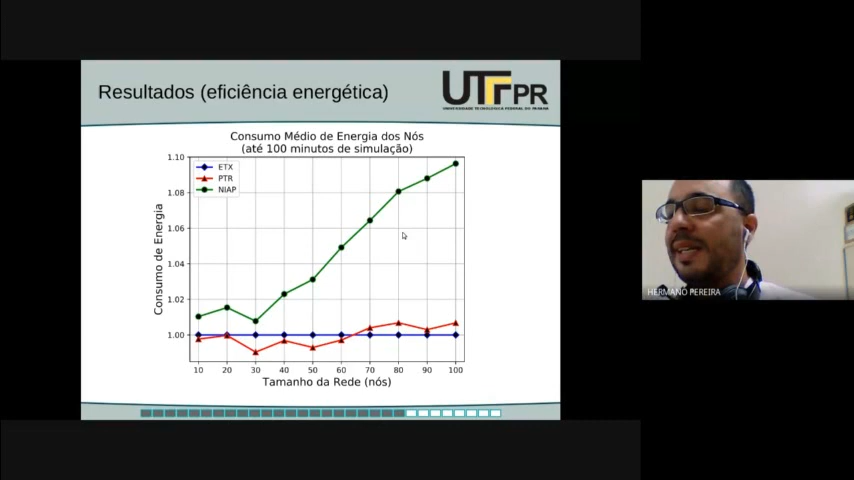 Resultados (eficiência energética)
UTFPR
UNIVERSIDADE TECNOLÓGICA FEDERAL DO PARANÁ
Consumo Médio de Energia dos Nós
(até 100 minutos de simulação)
1.10
1.08
1.06
1.04
1.02
1.00
ETX
PTR
NIAP
Consumo de Energia
10 20 30 40 50 60 70 80 90 100
Tamanho da Rede (nós)
HERMANO PEREIRA